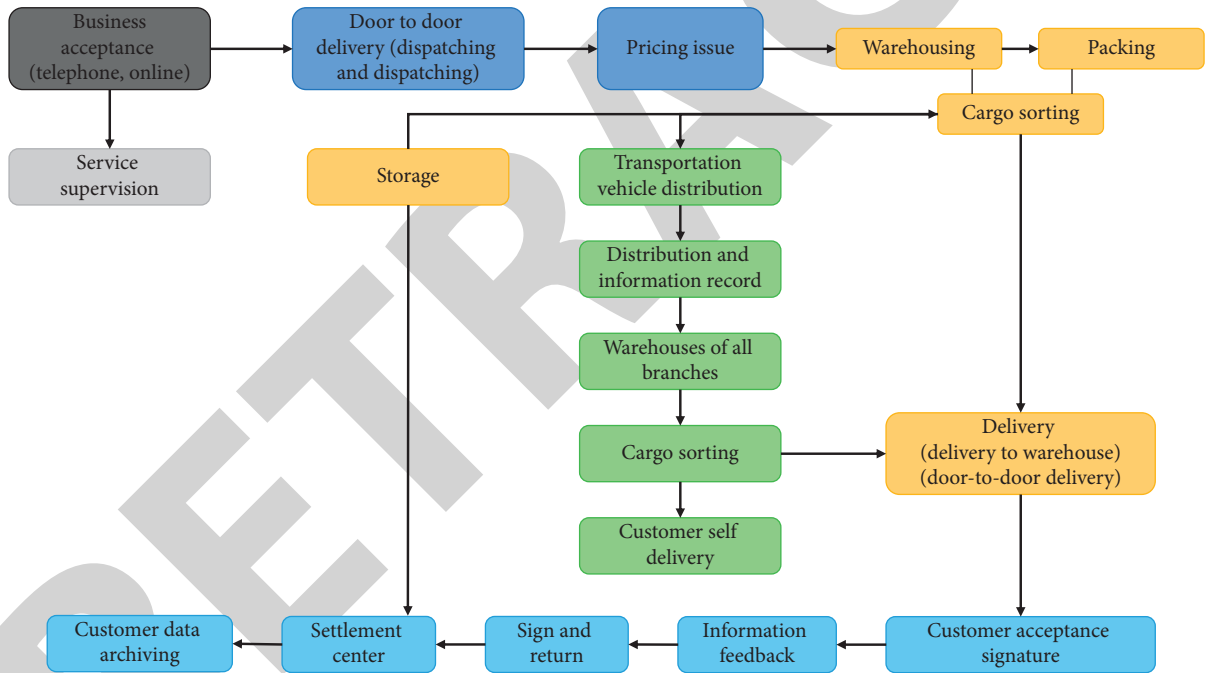 Business
acceptance
(telephone, online)
Door to door
delivery (dispatching
and dispatching)
Pricing issue
Warehousing
Packing
Cargo sorting
Service
supervision
Storage
Transportation
vehicle distribution
Distribution and
information record
Warehouses of all
branches
Cargo sorting
Delivery
(delivery to warehouse)
(door-to-door delivery)
Customer self
delivery
Customer data
archiving
Settlement
center
Sign and
return
Information
feedback
Customer acceptance
signature
RETRAC